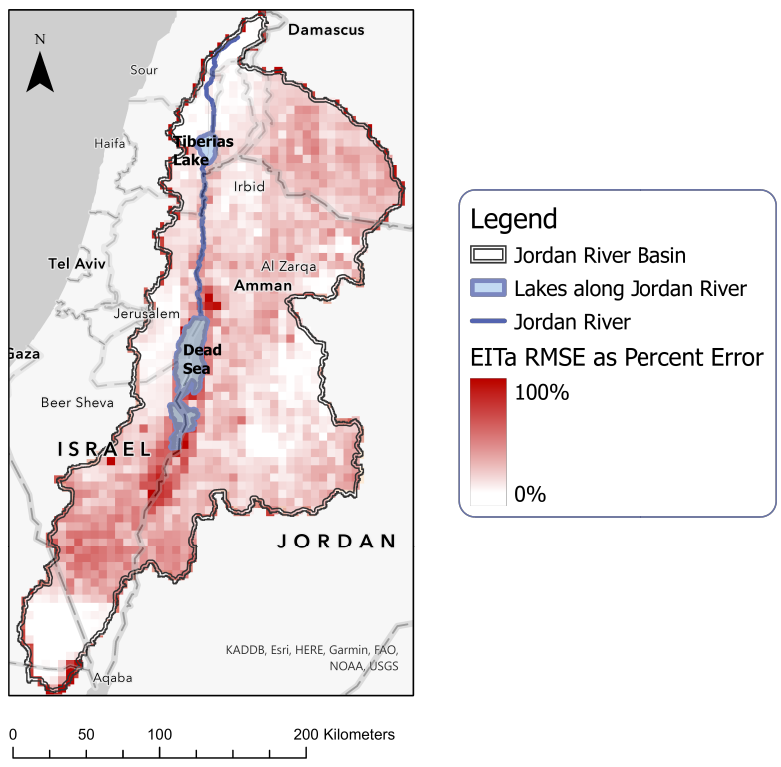 Damascus
N
Sour
Tiberias
Lake
Haifa
Irbid
Tel Aviv
Al Zarqa
Amman
Jerusalem
Gaza
Dead
Sea
Beer Sheva
ISRAEL
JORDAN
KADDB, Esri, HERE, Garmin, FAO,
NOAA, USGS
Aqaba
0 50 100 200 Kilometers
Legend
Jordan River Basin
Lakes along Jordan River
Jordan River
EITa RMSE as Percent Error
100%
0%